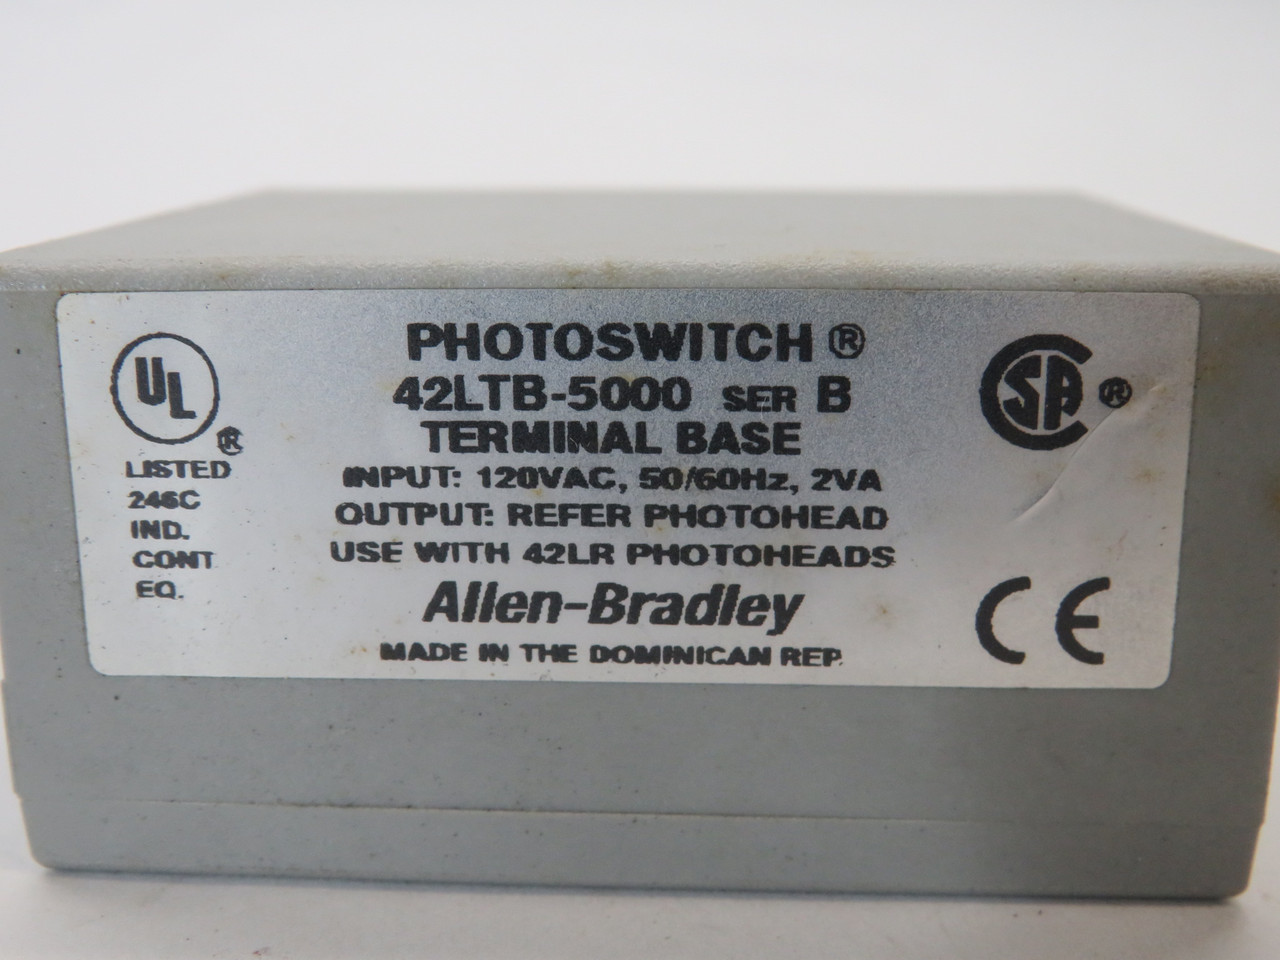 PHOTOSWITCH ®
42LTB-5000 SER B
TERMINAL BASE
INPUT: 120VAC, 50/60Hz, 2VA
OUTPUT: REFER PHOTOHEAD
USE WITH 42LR PHOTOHEADS
Allen-Bradley
MADE IN THE DOMINICAN REP.
UL ®
LISTED
246C
IND.
CONT
EQ.
SA ®
CE